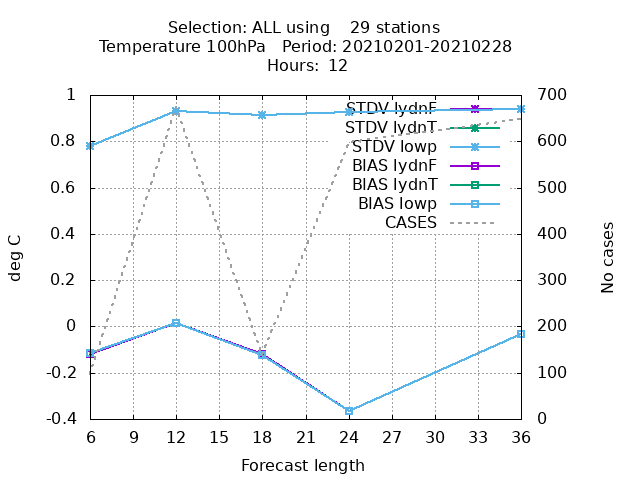 Selection: ALL using 29 stations
Temperature 100hPa Period: 20210201-20210228
Hours: 12
1
0.8
0.6
0.4
0.2
0
-0.2
-0.4
deg C
STDV lydnF
STDV lydnT
STDV lowp
BIAS lydnF
BIAS lydnT
BIAS lowp
CASES
700
600
500
400
300
200
100
0
No cases
6 9 12 15 18 21 24 27 30 33 36
Forecast length